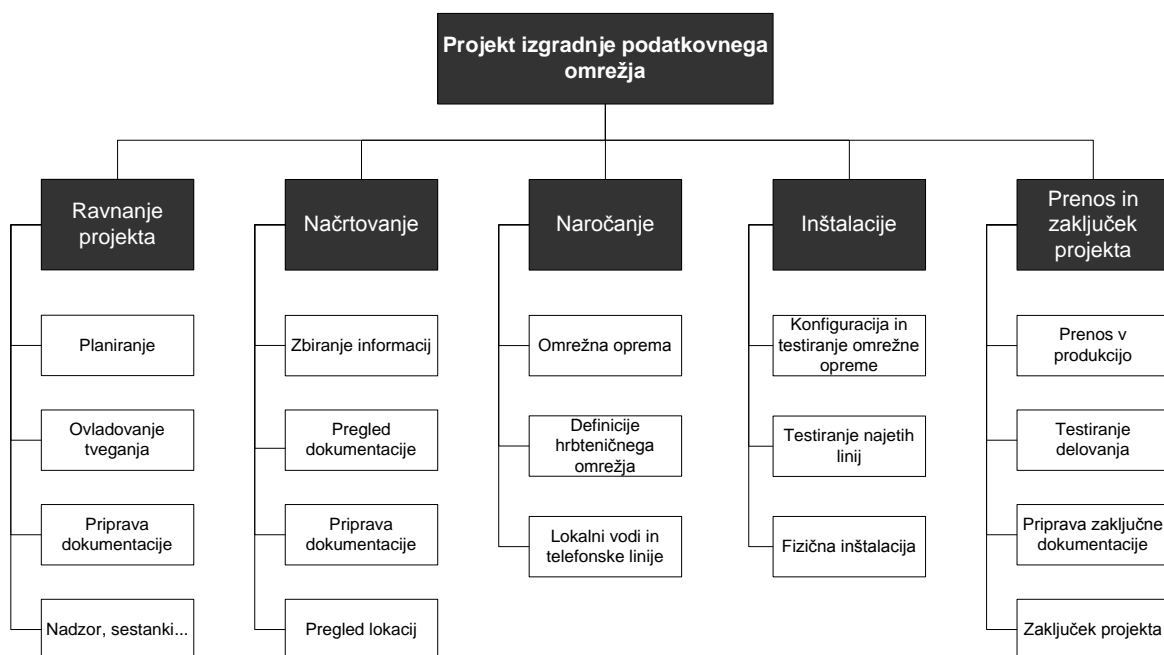 Projekt izgradnje podatkovnega
omrežja
Ravnanje
projekta
Planiranje
Ovladovanje
tveganja
Priprava
dokumentacije
Nadzor, sestanki...
Načrtovanje
Zbiranje informacij
Pregled
dokumentacije
Priprava
dokumentacije
Pregled lokacij
Naročanje
Omrežna oprema
Definicije
hrbteničnega
omrežja
Lokalni vodi in
telefonske linije
Inštalacije
Konfiguracija in
testiranje omrežne
opreme
Testiranje najetih
linij
Fizična inštalacija
Prenos in
zaključek
projekta
Prenos v
produkcijo
Testiranje
delovanja
Priprava zaključne
dokumentacije
Zaključek projekta